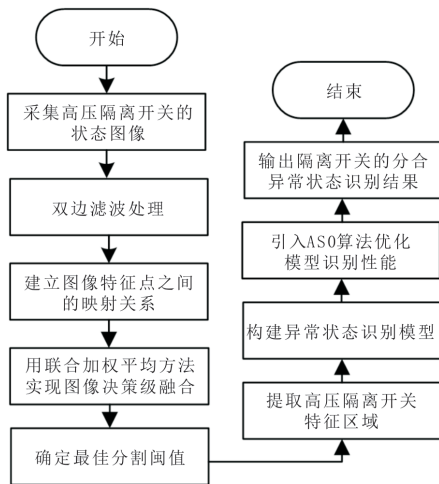 开始
采集高压隔离开关的
状态图像
双边滤波处理
建立图像特征点之间
的映射关系
用联合加权平均方法
实现图像决策级融合
确定最佳分割阈值
提取高压隔离开关
特征区域
构建异常状态识别模型
引入ASO算法优化
模型识别性能
输出隔离开关的分合
异常状态识别结果
结束